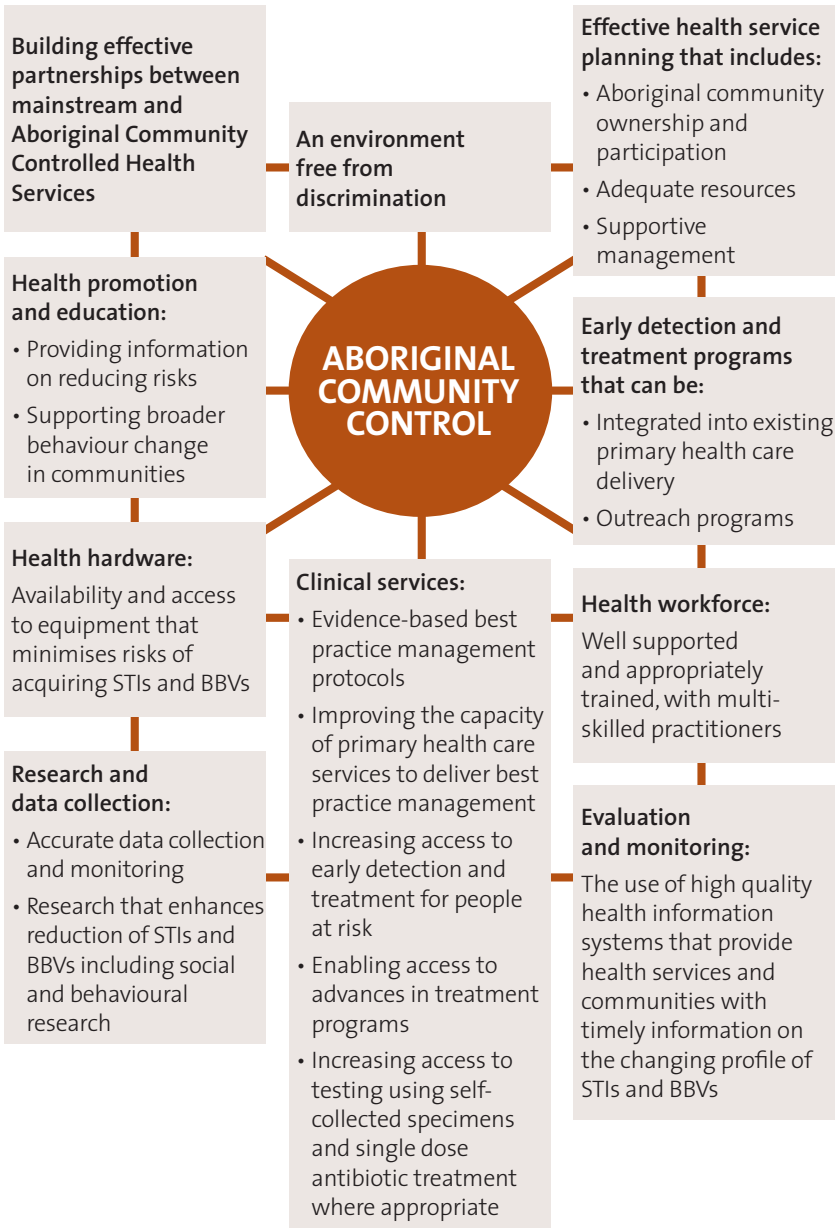 Building effective
partnerships between
mainstream and
Aboriginal Community
Controlled Health
Services
An environment
free from
discrimination
Effective health service
planning that includes:
• Aboriginal community
ownership and
participation
• Adequate resources
• Supportive
management
Health promotion
and education:
• Providing information
on reducing risks
• Supporting broader
behaviour change
in communities
ABORIGINAL
COMMUNITY
CONTROL
Early detection and
treatment programs
that can be:
• Integrated into existing
primary health care
delivery
• Outreach programs
Health hardware:
Availability and access
to equipment that
minimises risks of
acquiring STIs and BBVs
Clinical services:
• Evidence-based best
practice management
protocols
• Improving the capacity
of primary health care
services to deliver best
practice management
• Increasing access to
early detection and
treatment for people
at risk
• Enabling access to
advances in treatment
programs
• Increasing access to
testing using self-
collected specimens
and single dose
antibiotic treatment
where appropriate
Health workforce:
Well supported
and appropriately
trained, with multi-
skilled practitioners
Research and
data collection:
• Accurate data collection
and monitoring
• Research that enhances
reduction of STIs and
BBVs including social
and behavioural
research
Evaluation
and monitoring:
The use of high quality
health information
systems that provide
health services and
communities with
timely information on
the changing profile of
STIs and BBVs